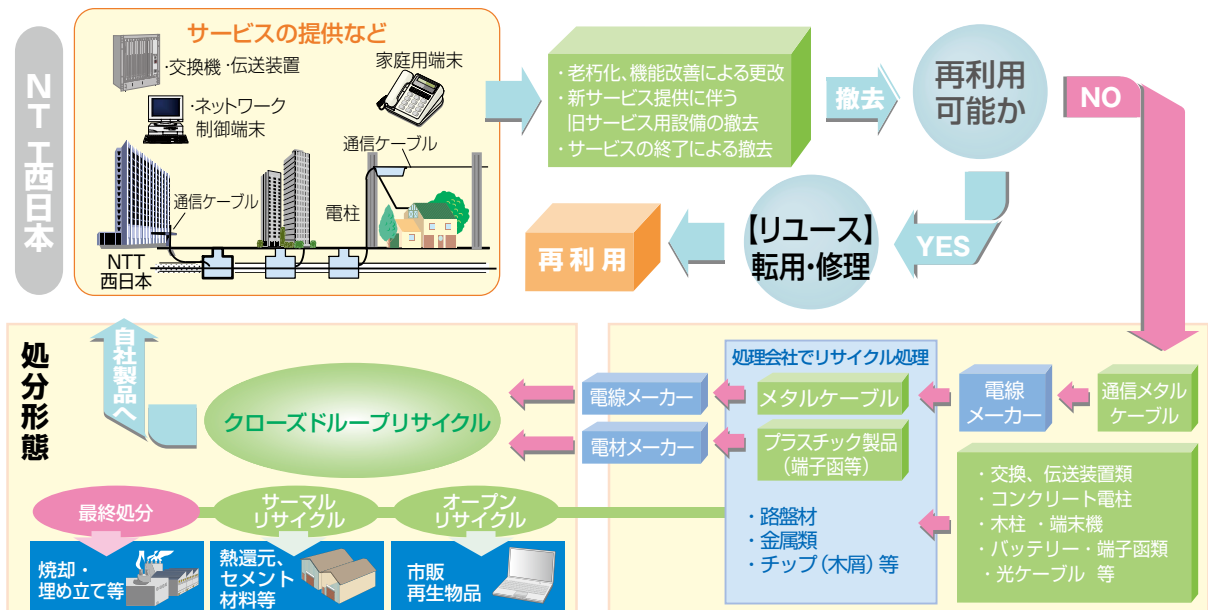 NTT西日本
サービスの提供など
・交換機 ・伝送装置
・ネットワーク
制御端末
家庭用端末
通信ケーブル
通信ケーブル
電柱
NTT
西日本
・老朽化、機能改善による更改
・新サービス提供に伴う
旧サービス用設備の撤去
・サービスの終了による撤去
撤去
再利用
可能か
NO
YES
【リユース】
転用・修理
再利用
処分形態
自社製品へ
クローズドループリサイクル
電線メーカー
電材メーカー
処理会社でリサイクル処理
メタルケーブル
プラスチック製品
（端子函等）
・路盤材
・金属類
・チップ（木屑）等
電線
メーカー
通信メタル
ケーブル
・交換、伝送装置類
・コンクリート電柱
・木柱 ・端末機
・バッテリー・端子函類
・光ケーブル 等
最終処分
サーマル
リサイクル
オープン
リサイクル
焼却・
埋め立て等
熱還元、
セメント
材料等
市販
再生物品